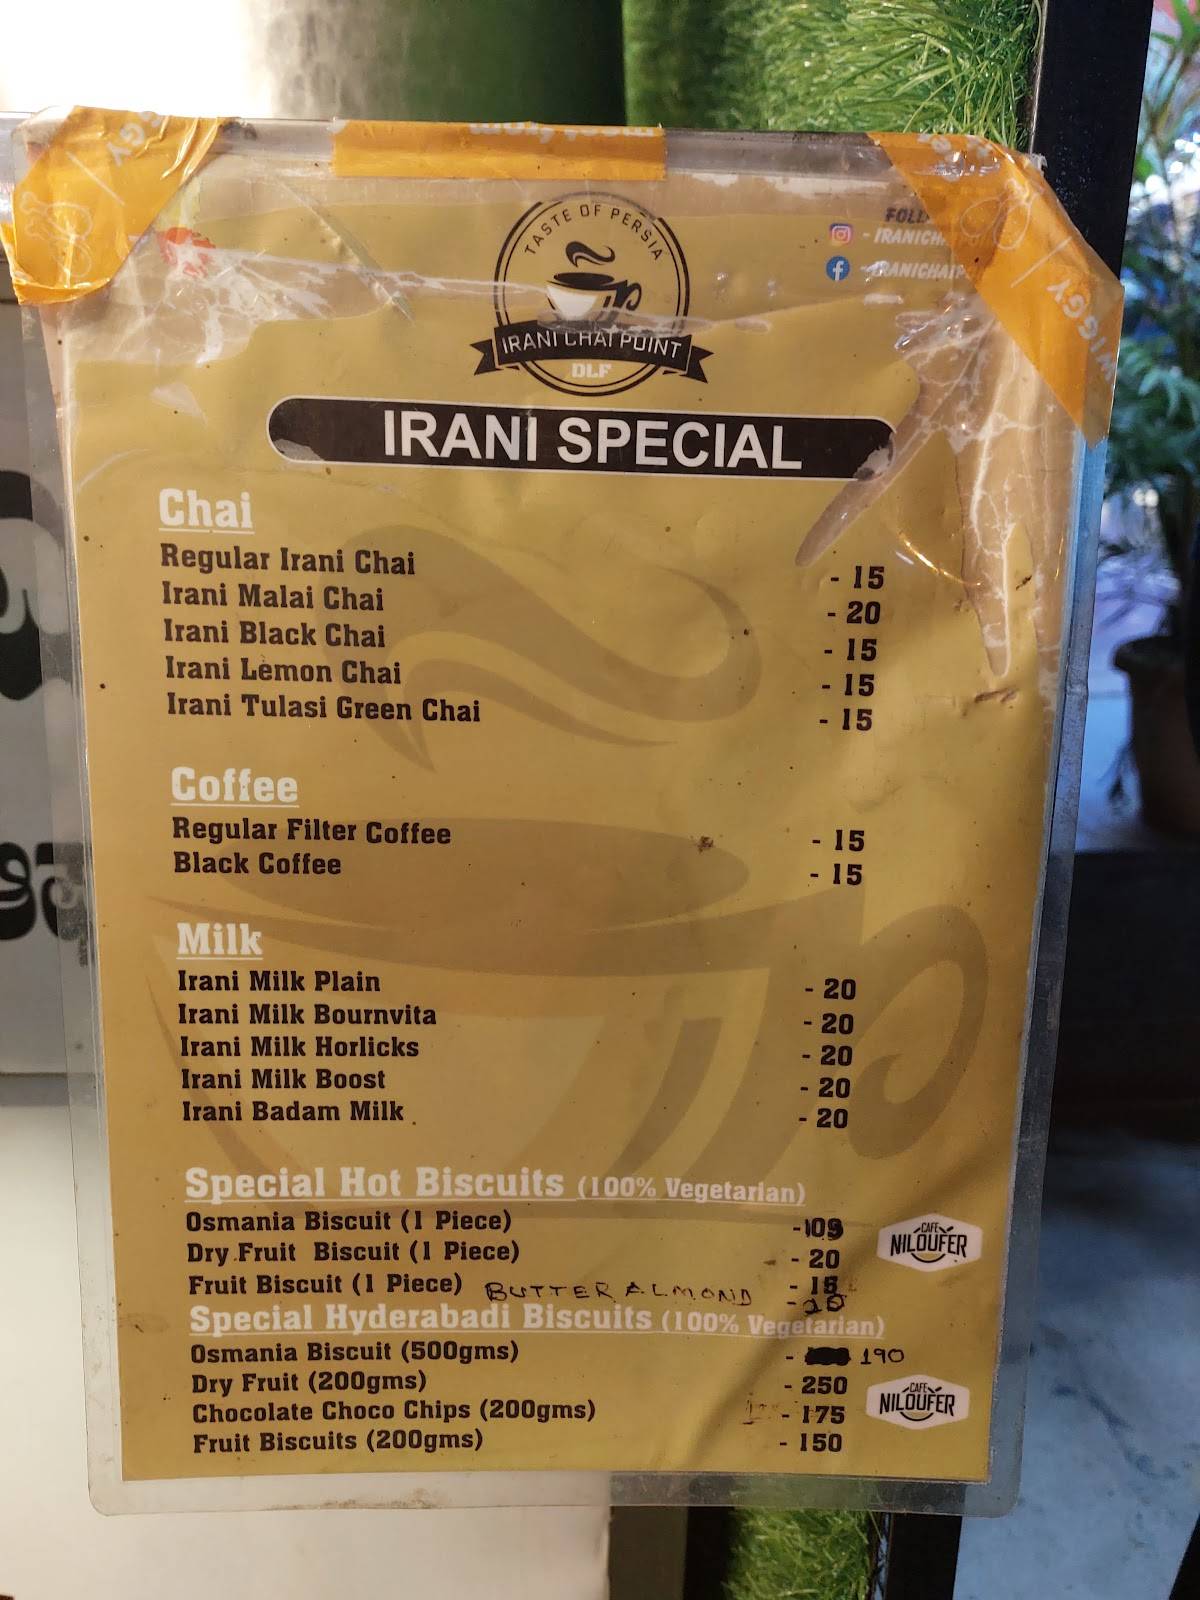 TASTE OF PERSIA
IRANI CHAI POINT
DLF
IRANI SPECIAL
Chai
Regular Irani Chai - 15
Irani Malai Chai - 20
Irani Black Chai - 15
Irani Lemon Chai - 15
Irani Tulasi Green Chai - 15
Coffee
Regular Filter Coffee - 15
Black Coffee - 15
Milk
Irani Milk Plain - 20
Irani Milk Bournvita - 20
Irani Milk Horlicks - 20
Irani Milk Boost - 20
Irani Badam Milk - 20
Special Hot Biscuits (100% Vegetarian)
Osmania Biscuit (1 Piece)
Dry Fruit Biscuit (1 Piece) - 20
Fruit Biscuit (1 Piece)
BUTTER ALMOND - 20
Special Hyderabadi Biscuits (100% Vegetarian)
Osmania Biscuit (500gms) - 190
Dry Fruit (200gms) - 250
Chocolate Choco Chips (200gms) - 175
Fruit Biscuits (200gms) - 150
CAFE
NILOUFER
CAFE
NILOUFER